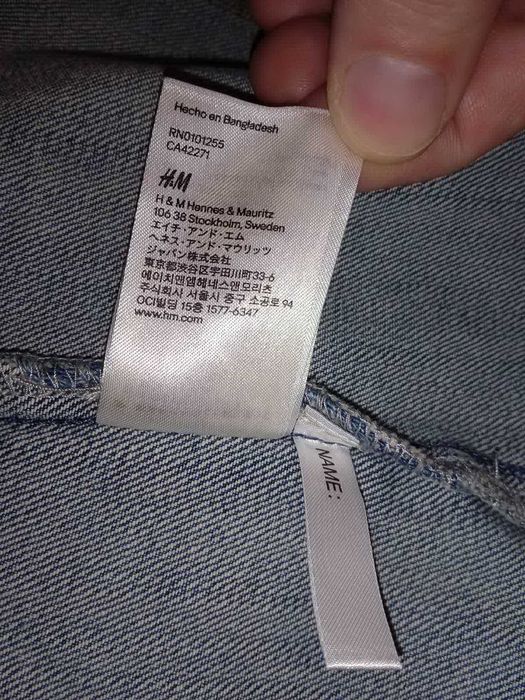 Hecho en Bangladesh
RN0101255
CA42271
H&M
H & M Hennes & Mauritz
106 38 Stockholm, Sweden
エイチ・アンド・エム
ヘネス・アンド・マウリッツ
ジャパン株式会社
東京都渋谷区宇田川町33-6
에이치앤엠헤네스앤모리츠
주식회사 서울시 중구 소공로 94
OCI빌딩 15층 1577-6347
www.hm.com
NAME: